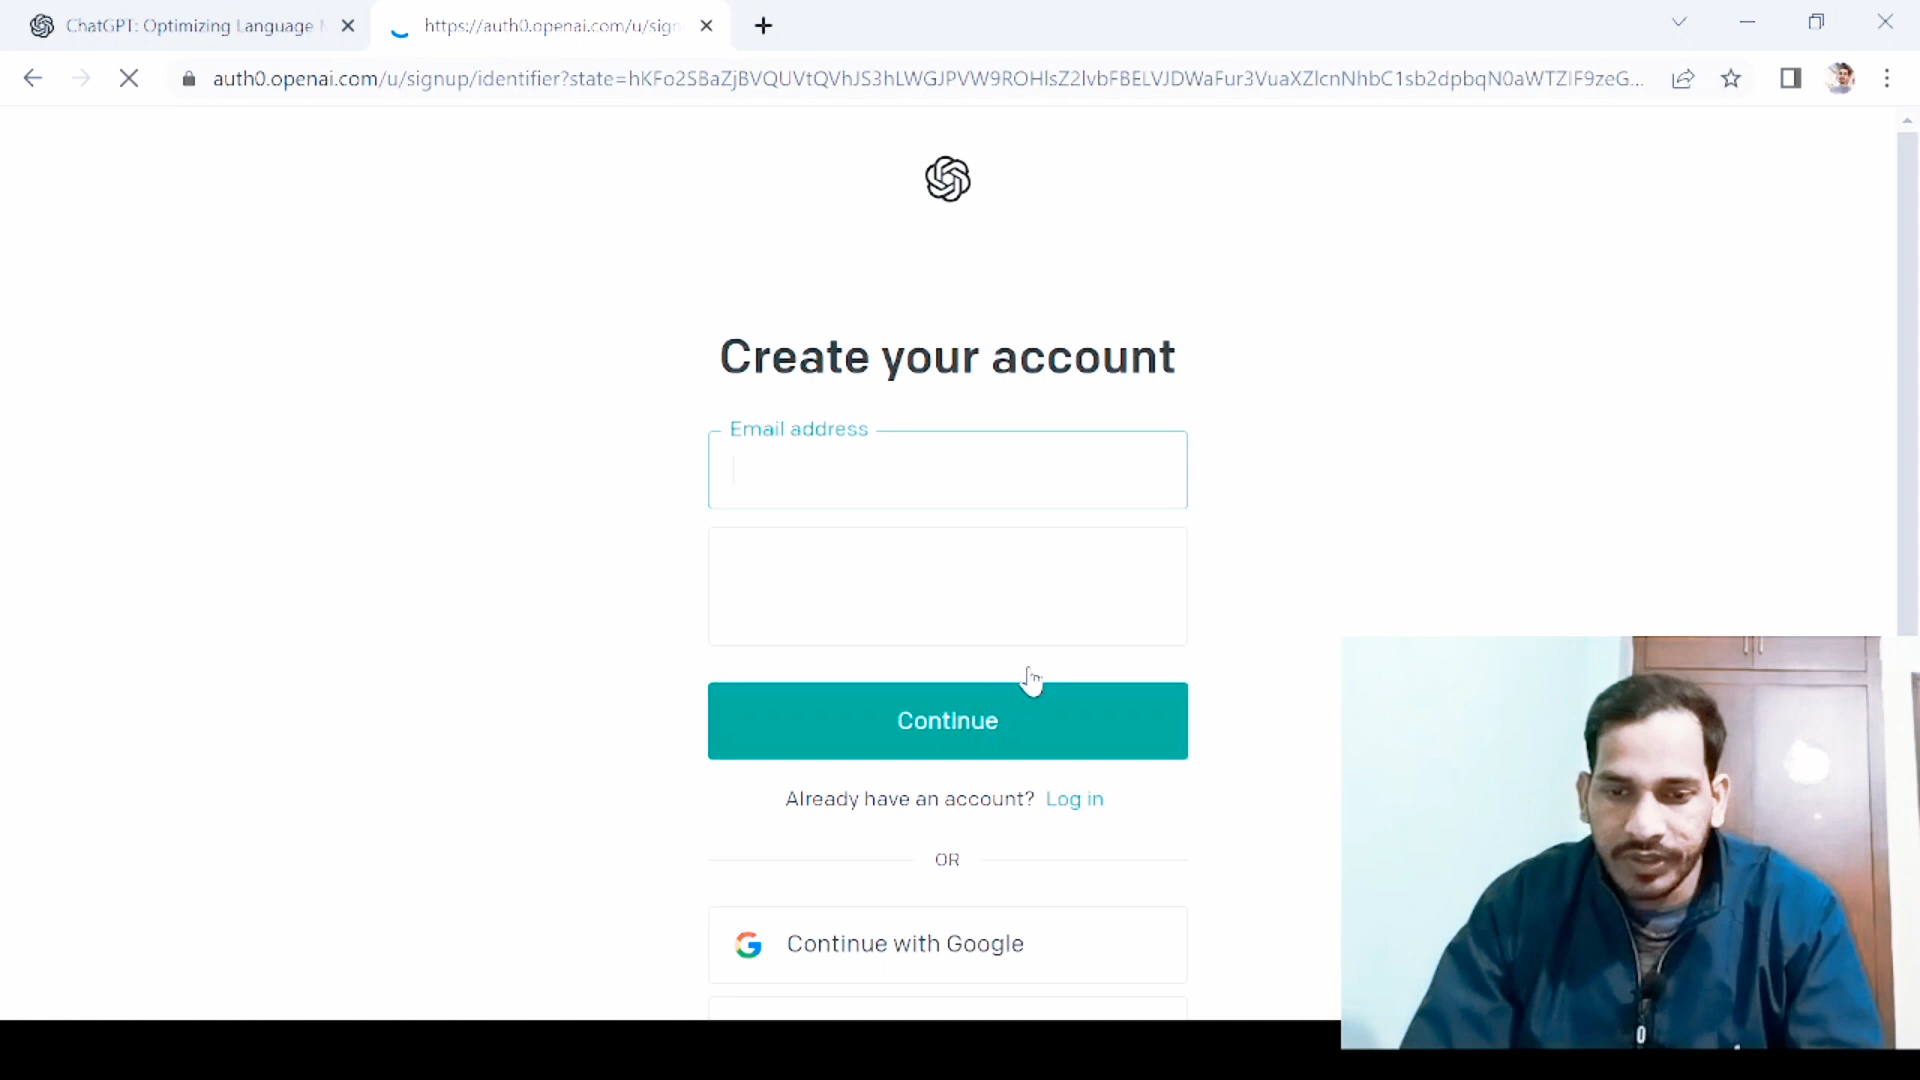 ChatGPT: Optimizing Language
https://auth0.openai.com/u/sign
auth0.openai.com/u/signup/identifier?state=hKFo2SBaZjBVQUVtQVhJS3hLWGJPVW9ROHlsZ2lvbFBELVJDWaFur3VuaXZlcnNhbC1sb2dpbqN0aWTZIF9zeG...
Create your account
Email address
Continue
Already have an account? Log in
OR
Continue with Google